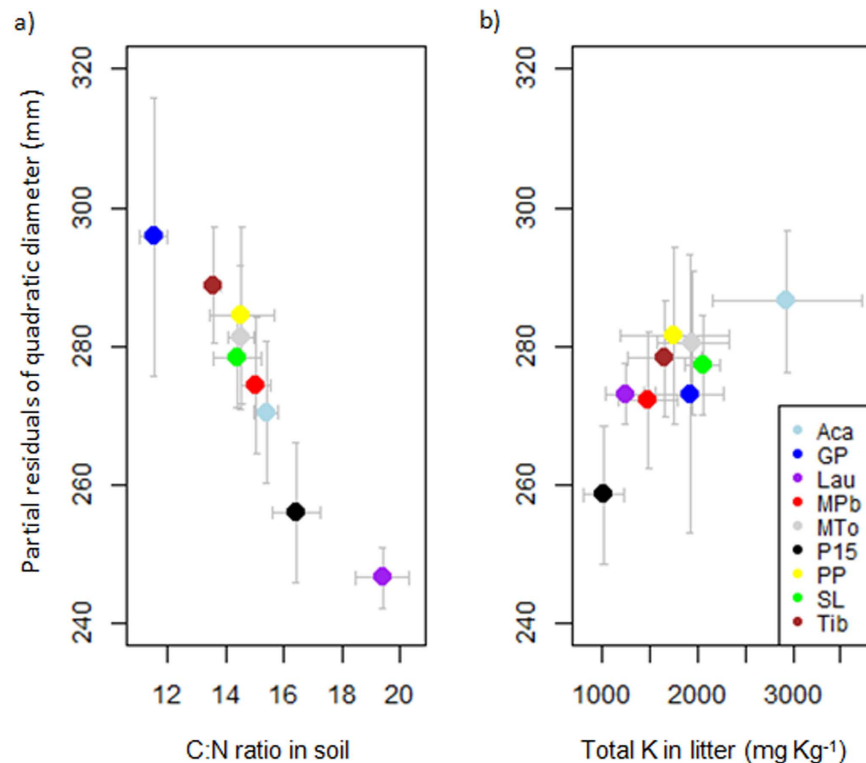 a)
b)
Partial residuals of quadratic diameter (mm)
320
300
280
260
240
12 14 16 18 20
C:N ratio in soil
320
300
280
260
240
1000 2000 3000
Total K in litter (mg Kg-1)
Aca
GP
Lau
MPb
MTo
P15
PP
SL
Tib